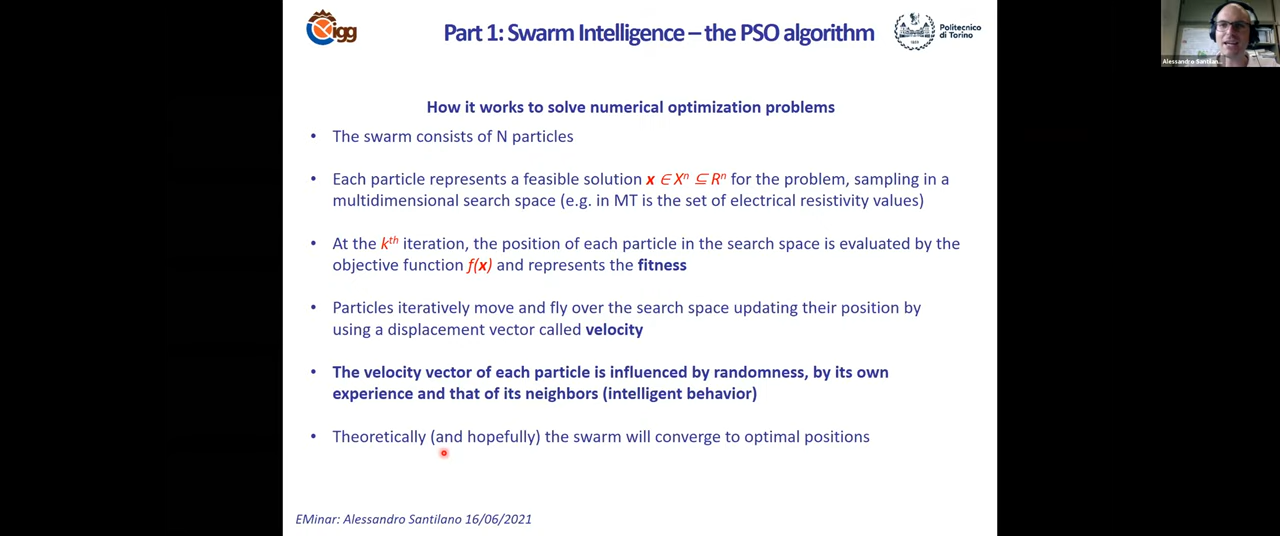 igg
Part 1: Swarm Intelligence – the PSO algorithm
Politecnico
di Torino
Alessandro Santilan...
How it works to solve numerical optimization problems
• The swarm consists of N particles
• Each particle represents a feasible solution x ∈ Xⁿ ⊆ Rⁿ for the problem, sampling in a
multidimensional search space (e.g. in MT is the set of electrical resistivity values)
• At the kᵗʰ iteration, the position of each particle in the search space is evaluated by the
objective function f(x) and represents the fitness
• Particles iteratively move and fly over the search space updating their position by
using a displacement vector called velocity
• The velocity vector of each particle is influenced by randomness, by its own
experience and that of its neighbors (intelligent behavior)
• Theoretically (and hopefully) the swarm will converge to optimal positions
EMinar: Alessandro Santilano 16/06/2021